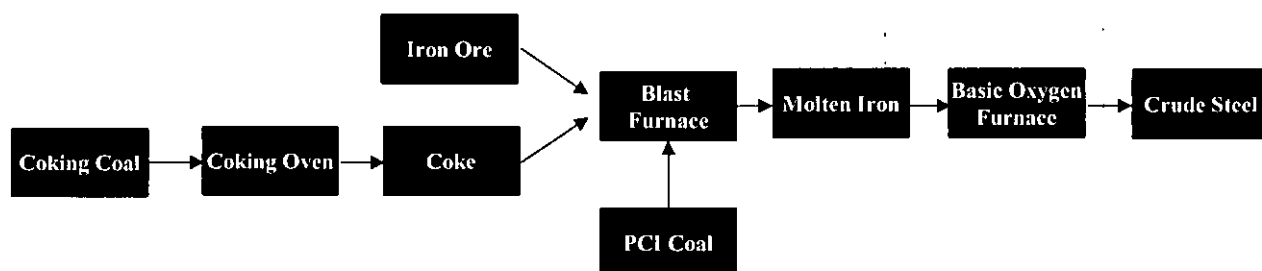 Iron Ore
Blast
Furnace
Molten Iron
Basic Oxygen
Furnace
Crude Steel
Coking Coal
Coking Oven
Coke
PCI Coal